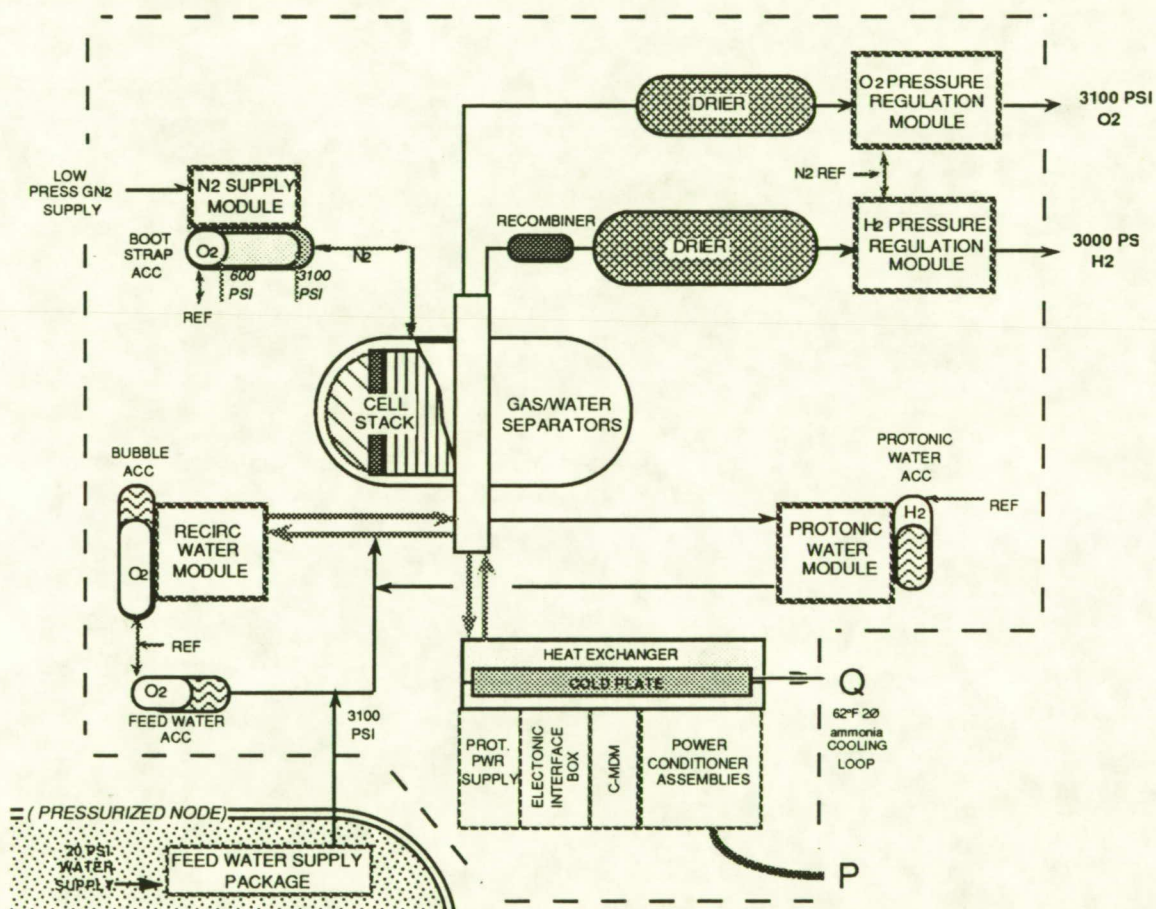 DRIER
O2 PRESSURE
REGULATION
MODULE
3100 PSI
O2
LOW
PRESS GN2
SUPPLY
N2 SUPPLY
MODULE
N2 REF
BOOT
STRAP
ACC
O2
600
PSI
3100
PSI
REF
N2
RECOMBINER
DRIER
H2 PRESSURE
REGULATION
MODULE
3000 PS
H2
CELL
STACK
GAS/WATER
SEPARATORS
BUBBLE
ACC
O2
RECIRC
WATER
MODULE
PROTONIC
WATER
ACC
REF
H2
PROTONIC
WATER
MODULE
REF
O2
FEED WATER
ACC
3100
PSI
HEAT EXCHANGER
COLD PLATE
Q
62°F 2Ø
ammonia
COOLING
LOOP
PROT.
PWR
SUPPLY
ELECTONIC
INTERFACE
BOX
C-MDM
POWER
CONDITIONER
ASSEMBLIES
P
( PRESSURIZED NODE)
20 PSI
WATER
SUPPLY
FEED WATER SUPPLY
PACKAGE